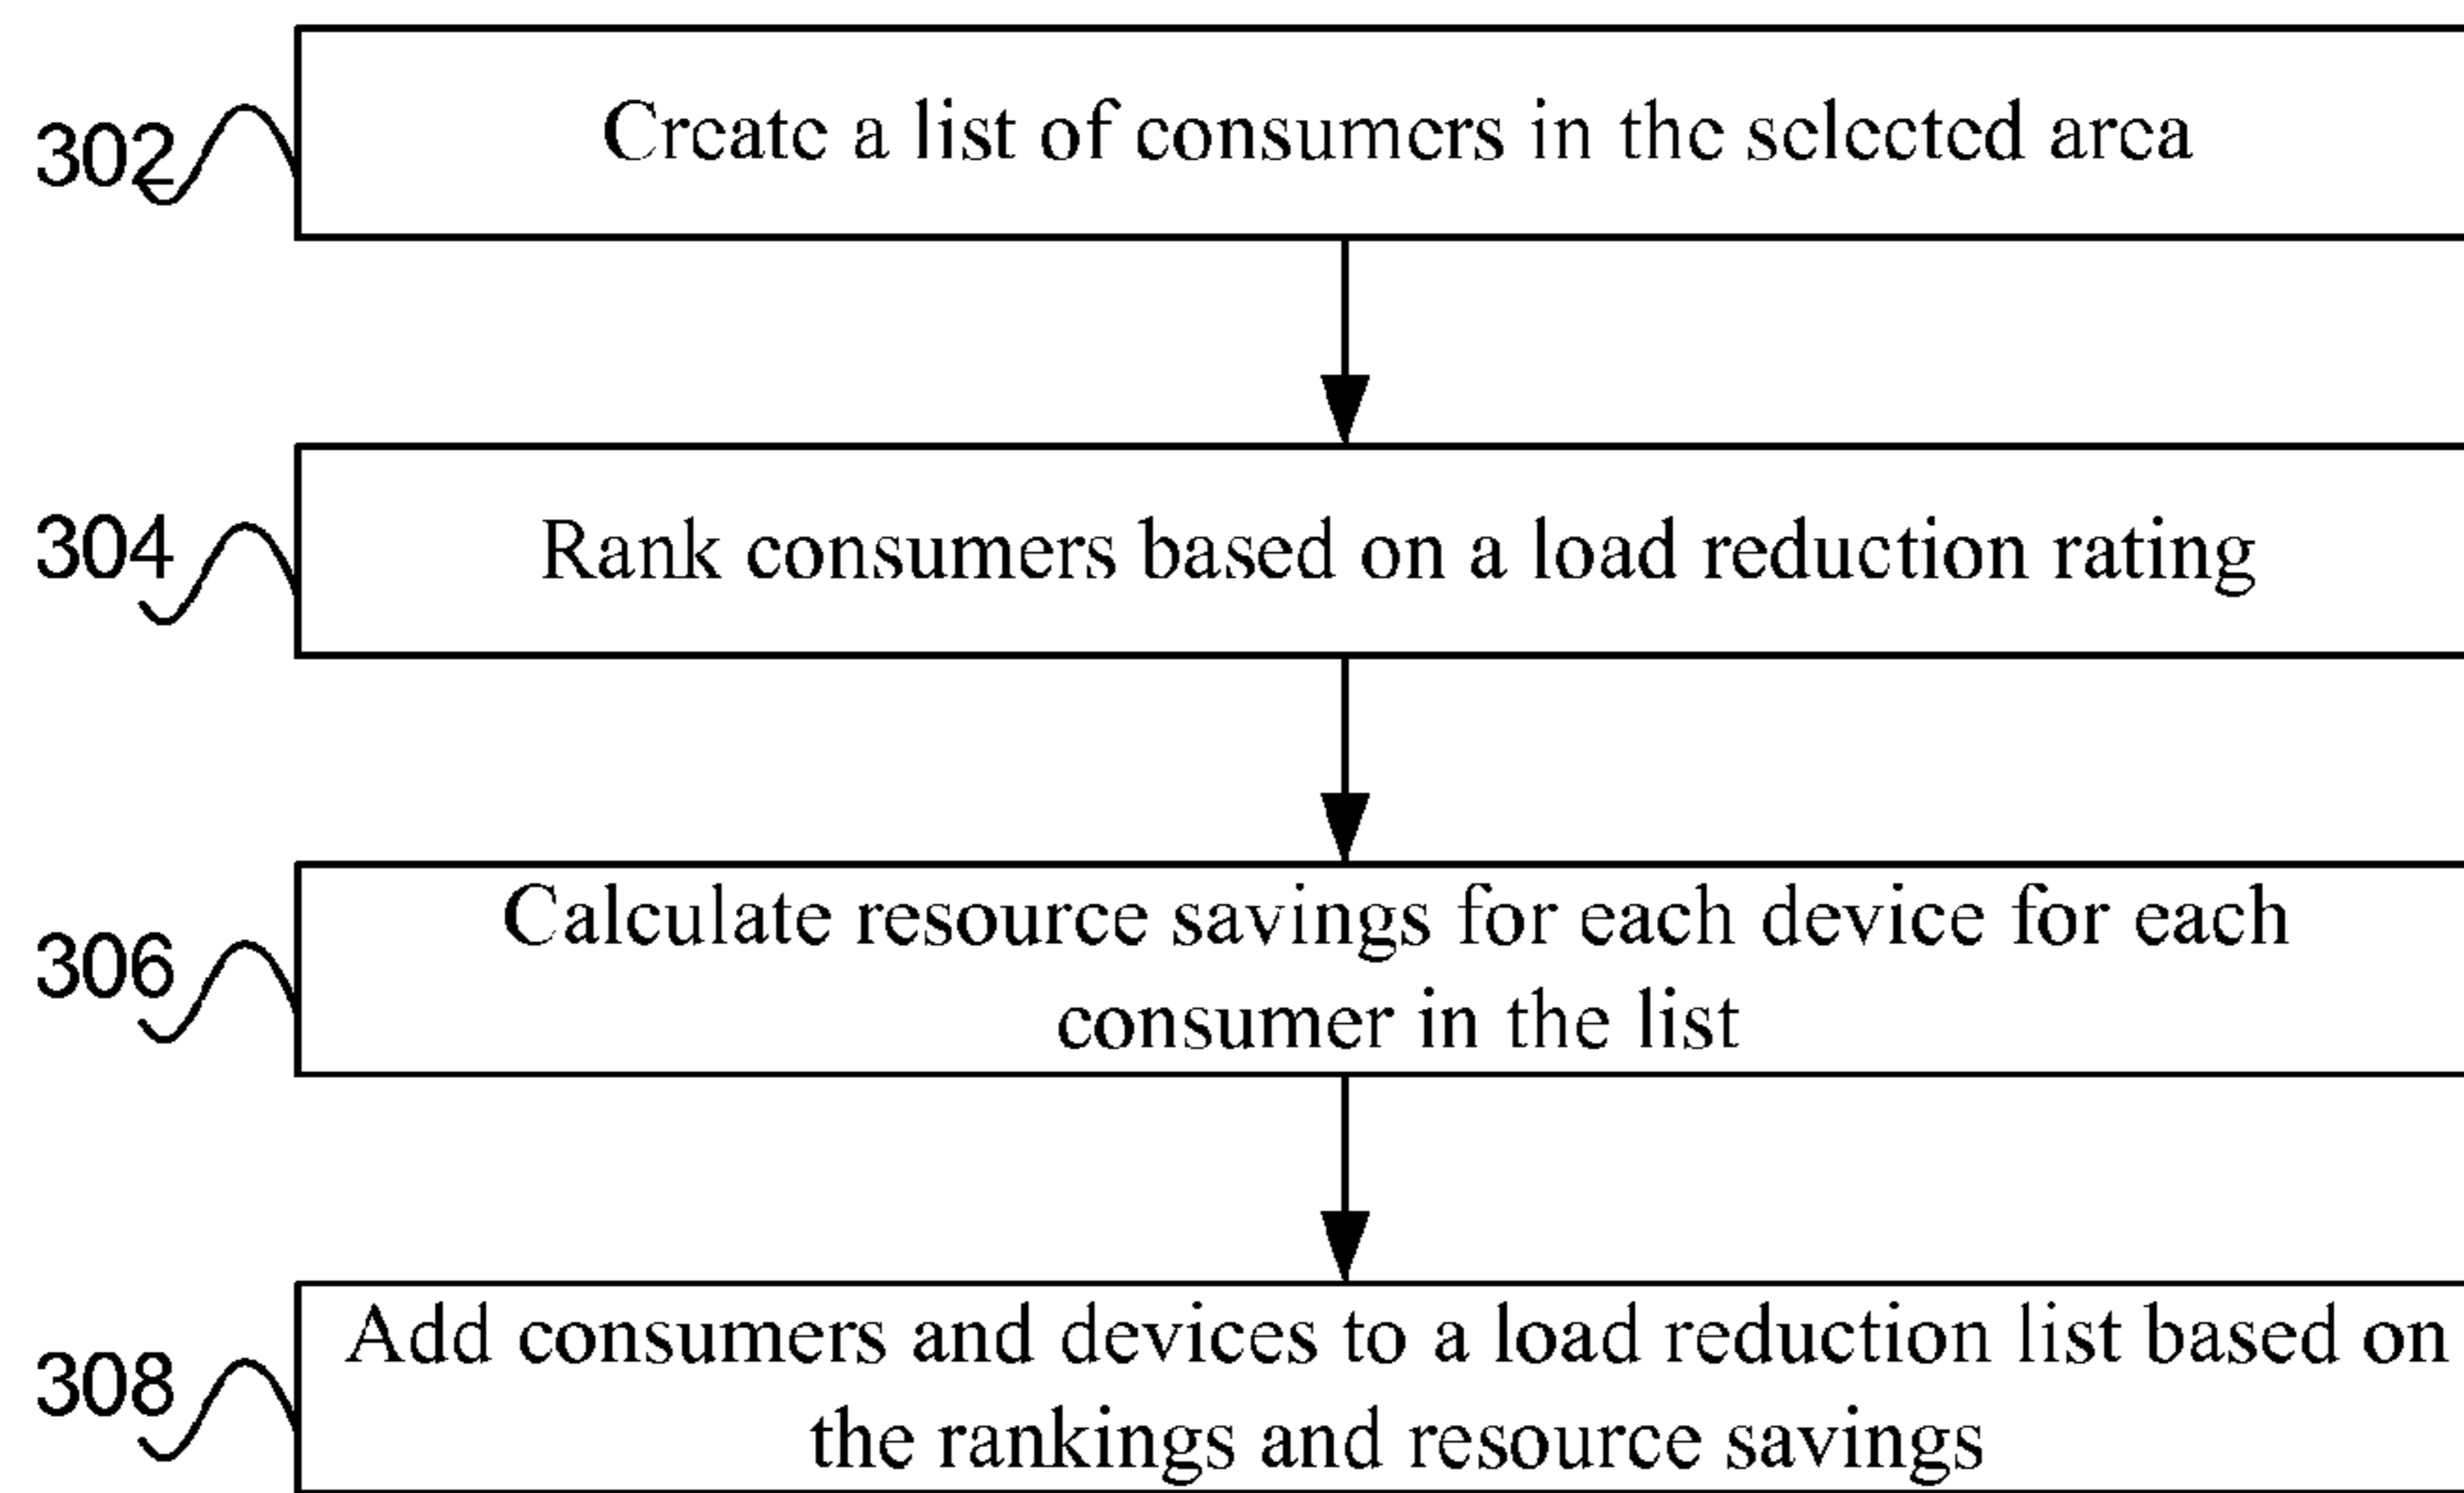 302
Create a list of consumers in the selected area
304
Rank consumers based on a load reduction rating
306
Calculate resource savings for each device for each
consumer in the list
308
Add consumers and devices to a load reduction list based on
the rankings and resource savings